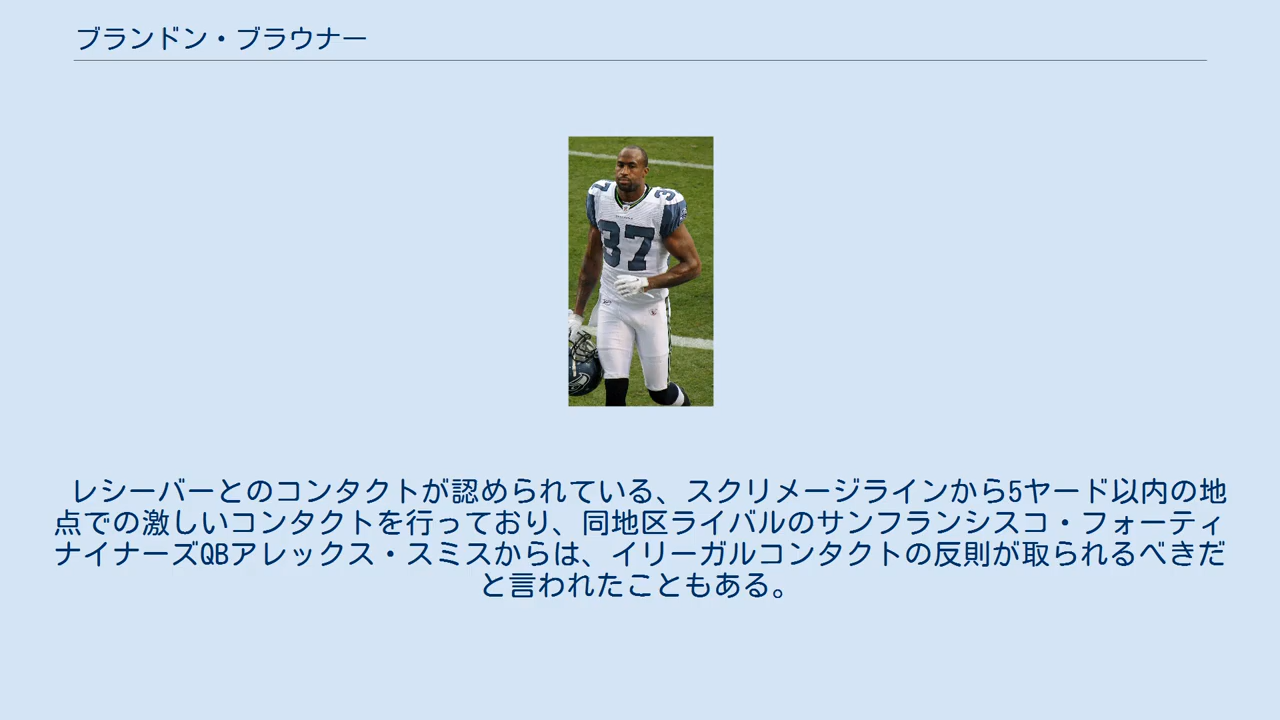 ブランドン・ブラウナー
37
レシーバーとのコンタクトが認められている、スクリメージラインから5ヤード以内の地
点での激しいコンタクトを行っており、同地区ライバルのサンフランシスコ・フォーティ
ナイナーズQBアレックス・スミスからは、イリーガルコンタクトの反則が取られるべきだ
と言われたこともある。